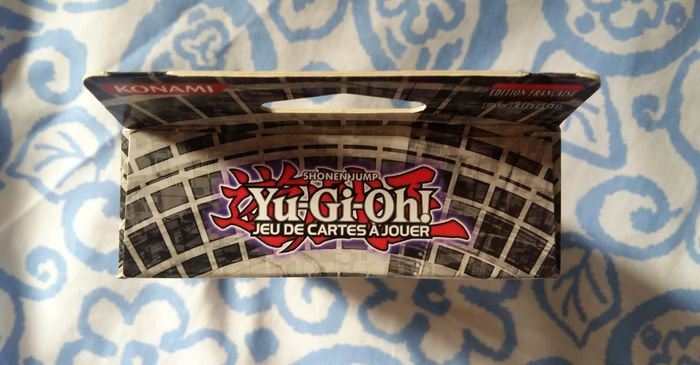 KONAMI
EDITION FRANÇAISE
SHONEN JUMP
Yu-Gi-Oh!
JEU DE CARTES À JOUER